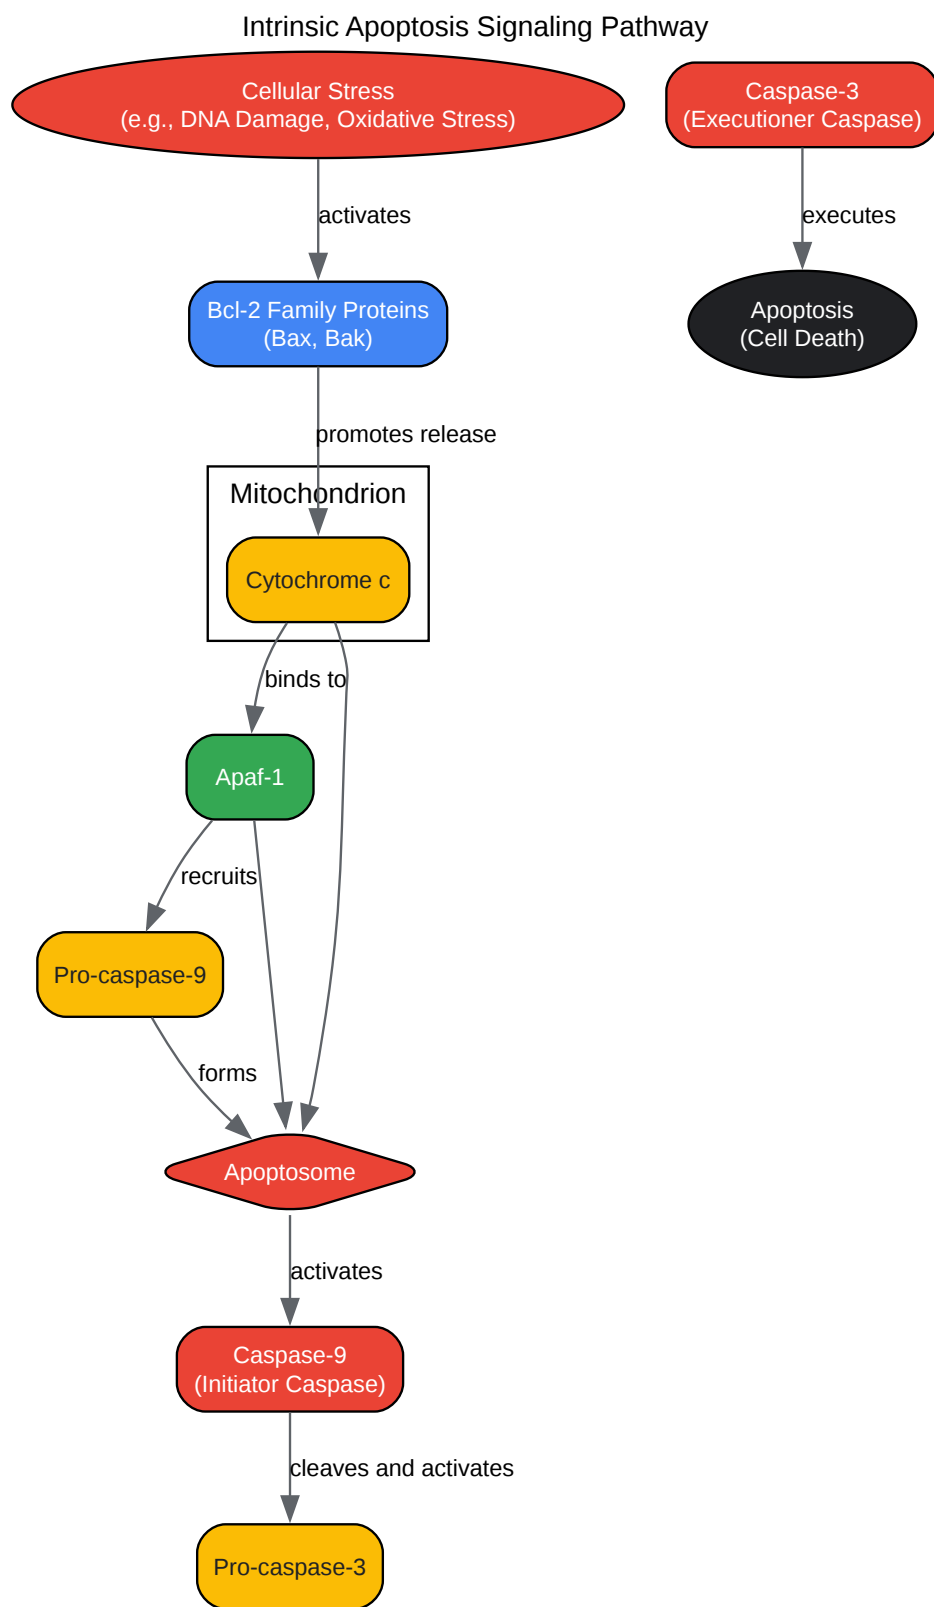 Intrinsic Apoptosis Signaling Pathway
Cellular Stress
(e.g., DNA Damage, Oxidative Stress)
Caspase-3
(Executioner Caspase)
activates
executes
Bcl-2 Family Proteins
(Bax, Bak)
Apoptosis
(Cell Death)
promotes release
Mitochondrion
Cytochrome c
binds to
Apaf-1
recruits
Pro-caspase-9
forms
Apoptosome
activates
Caspase-9
(Initiator Caspase)
cleaves and activates
Pro-caspase-3